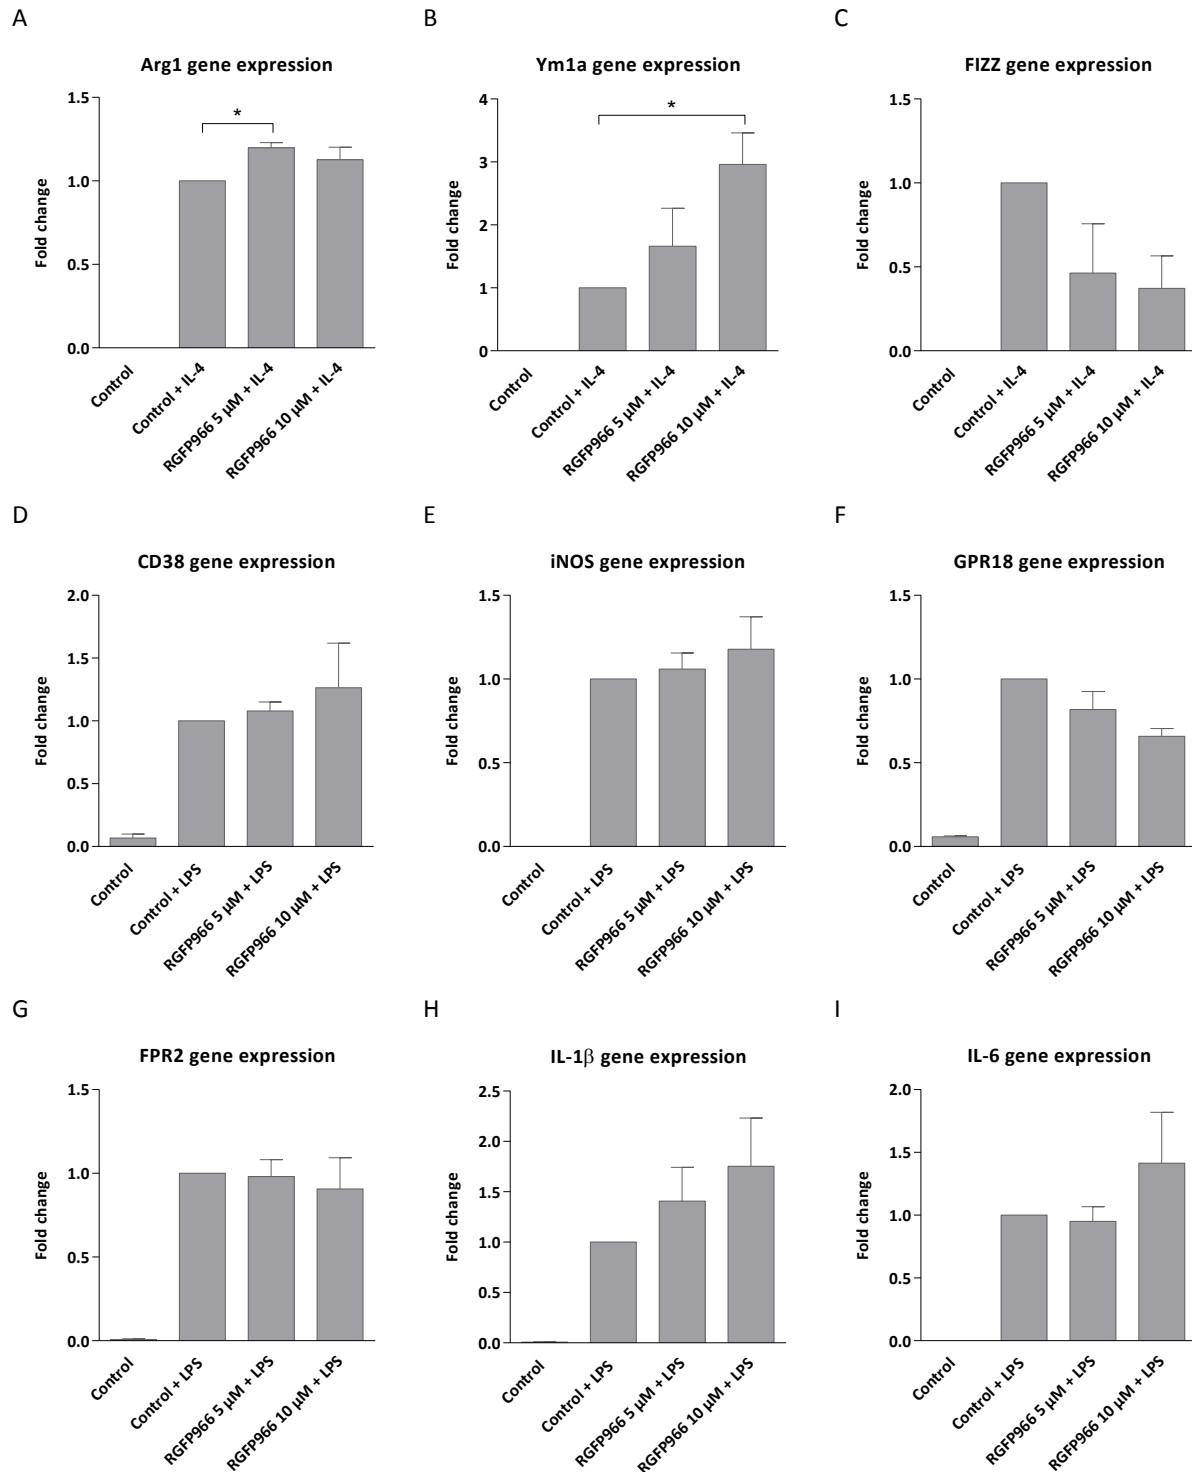 A
Arg1 gene expression
Fold change
1.5
1.0
0.5
0.0
*
Control
Control + IL-4
RGFP966 5 µM + IL-4
RGFP966 10 µM + IL-4
B
Ym1a gene expression
Fold change
4
3
2
1
0
*
Control
Control + IL-4
RGFP966 5 µM + IL-4
RGFP966 10 µM + IL-4
C
FIZZ gene expression
Fold change
1.5
1.0
0.5
0.0
Control
Control + IL-4
RGFP966 5 µM + IL-4
RGFP966 10 µM + IL-4
D
CD38 gene expression
Fold change
2.0
1.5
1.0
0.5
0.0
Control
Control + LPS
RGFP966 5 µM + LPS
RGFP966 10 µM + LPS
E
iNOS gene expression
Fold change
1.5
1.0
0.5
0.0
Control
Control + LPS
RGFP966 5 µM + LPS
RGFP966 10 µM + LPS
F
GPR18 gene expression
Fold change
1.5
1.0
0.5
0.0
Control
Control + LPS
RGFP966 5 µM + LPS
RGFP966 10 µM + LPS
G
FPR2 gene expression
Fold change
1.5
1.0
0.5
0.0
Control
Control + LPS
RGFP966 5 µM + LPS
RGFP966 10 µM + LPS
H
IL-1β gene expression
Fold change
2.5
2.0
1.5
1.0
0.5
0.0
Control
Control + LPS
RGFP966 5 µM + LPS
RGFP966 10 µM + LPS
I
IL-6 gene expression
Fold change
2.0
1.5
1.0
0.5
0.0
Control
Control + LPS
RGFP966 5 µM + LPS
RGFP966 10 µM + LPS